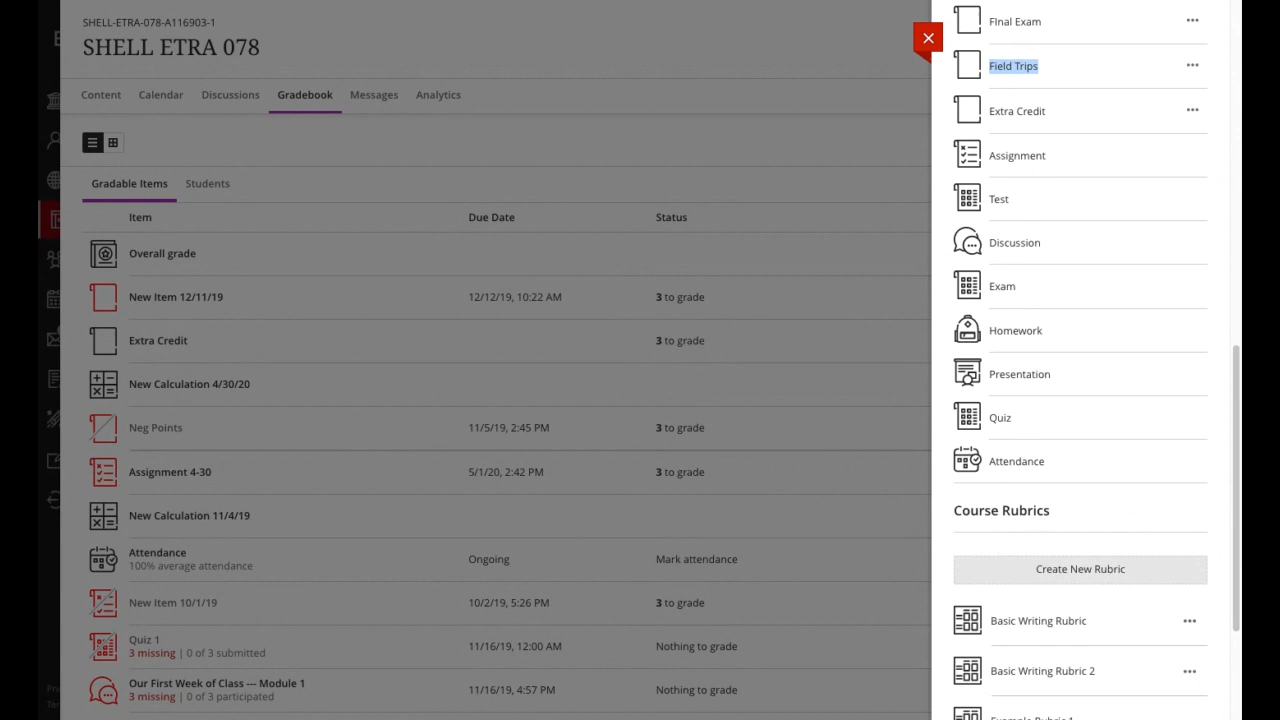 SHELL-ETRA-078-A116903-1
SHELL ETRA 078
Content Calendar Discussions Gradebook Messages Analytics
Gradable Items Students
Item Due Date Status
Overall grade
New Item 12/11/19 12/12/19, 10:22 AM 3 to grade
Extra Credit 3 to grade
New Calculation 4/30/20
Neg Points 11/5/19, 2:45 PM 3 to grade
Assignment 4-30 5/1/20, 2:42 PM 3 to grade
New Calculation 11/4/19
Attendance Ongoing Mark attendance
100% average attendance
New Item 10/1/19 10/2/19, 5:26 PM 3 to grade
Quiz 1 11/16/19, 12:00 AM Nothing to grade
3 missing | 0 of 3 submitted
Our First Week of Class --- Module 1 11/16/19, 4:57 PM Nothing to grade
3 missing | 0 of 3 participated
FInal Exam
Field Trips
Extra Credit
Assignment
Test
Discussion
Exam
Homework
Presentation
Quiz
Attendance
Course Rubrics
Create New Rubric
Basic Writing Rubric
Basic Writing Rubric 2
Example Rubric 1